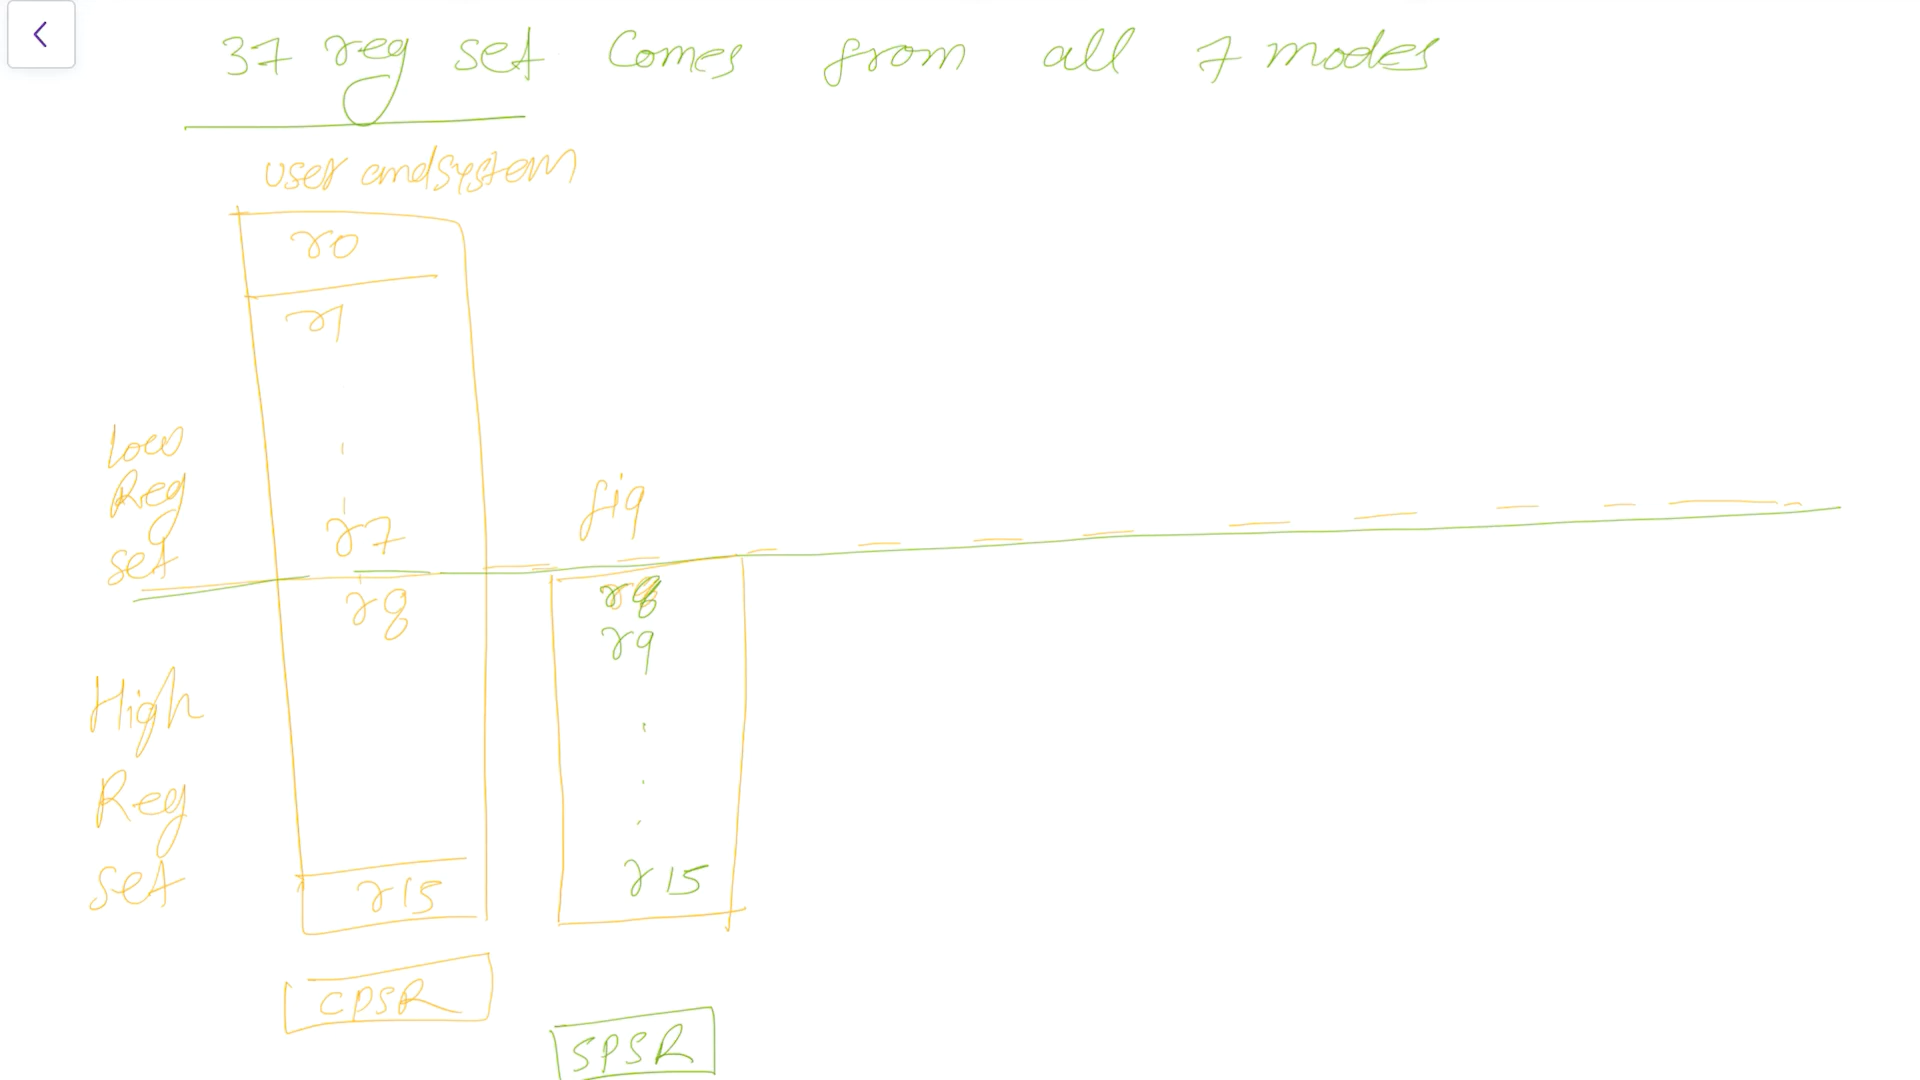 37 reg set Comes from all 7 modes
user and system
r0
r1
Low
Reg
set
r7
fiq
r8
r8
r9
High
Reg
set
r15
r15
CPSR
SPSR